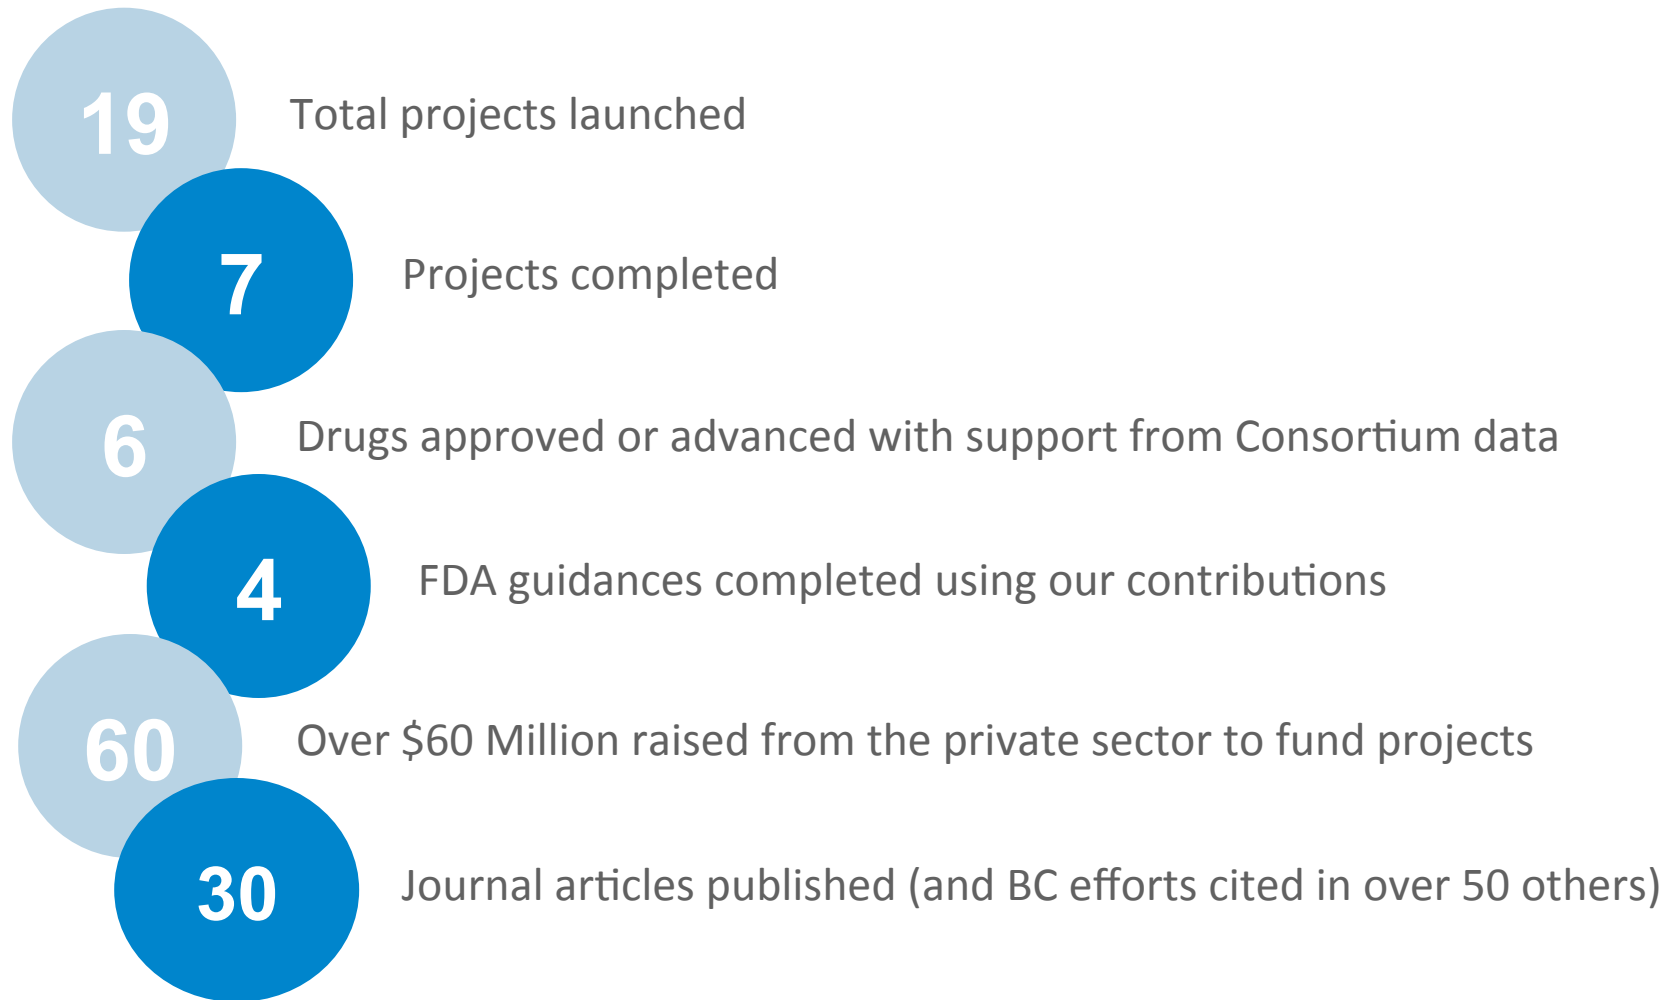 19 Total projects launched
7 Projects completed
6 Drugs approved or advanced with support from Consortium data
4 FDA guidances completed using our contributions
60 Over $60 Million raised from the private sector to fund projects
30 Journal articles published (and BC efforts cited in over 50 others)